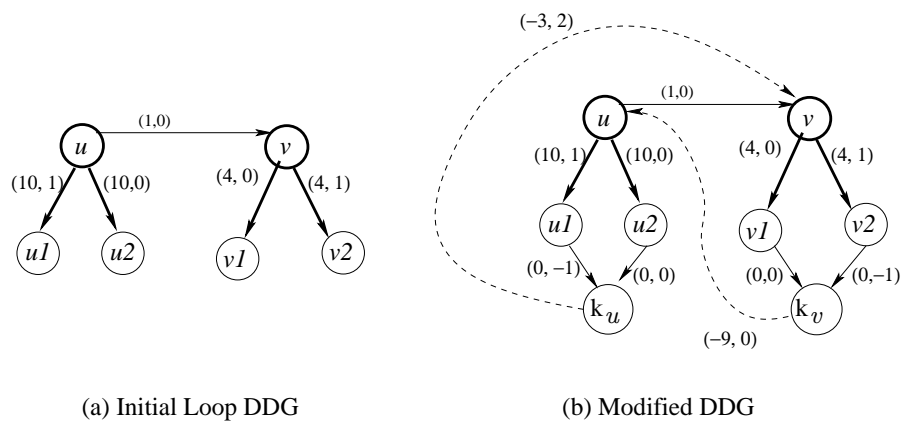 (−3, 2)
(1,0)
u
v
(10, 1)
(10,0)
(4, 0)
(4, 1)
u1
u2
v1
v2
(1,0)
u
v
(10, 1)
(10,0)
(4, 0)
(4, 1)
u1
u2
v1
v2
(0, −1)
(0, 0)
(0,0)
(0,−1)
ku
kv
(−9, 0)
(a) Initial Loop DDG
(b) Modified DDG